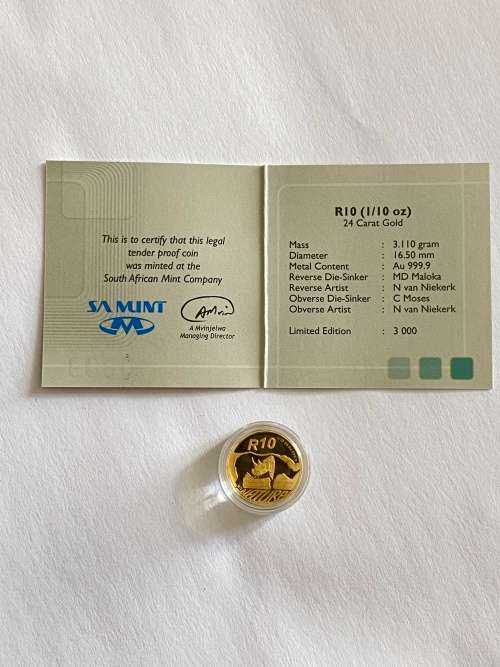 This is to certify that this legal
tender proof coin
was minted at the
South African Mint Company
SA MINT
A Mvinjelwa
Managing Director
R10 (1/10 oz)
24 Carat Gold
Mass : 3.110 gram
Diameter : 16.50 mm
Metal Content : Au 999.9
Reverse Die-Sinker : MD Maloka
Reverse Artist : N van Niekerk
Obverse Die-Sinker : C Moses
Obverse Artist : N van Niekerk
Limited Edition : 3 000
R10
NATURA